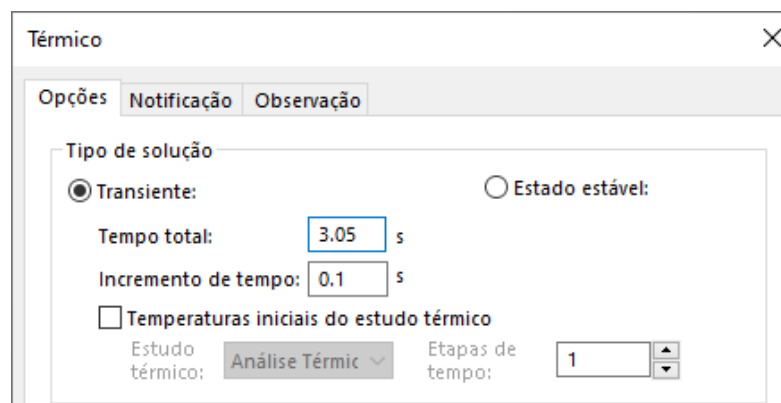 Térmico
Opções Notificação Observação
Tipo de solução
Transiente: Estado estável:
Tempo total: 3.05 s
Incremento de tempo: 0.1 s
Temperaturas iniciais do estudo térmico
Estudo térmico: Análise Térmic Etapas de tempo: 1